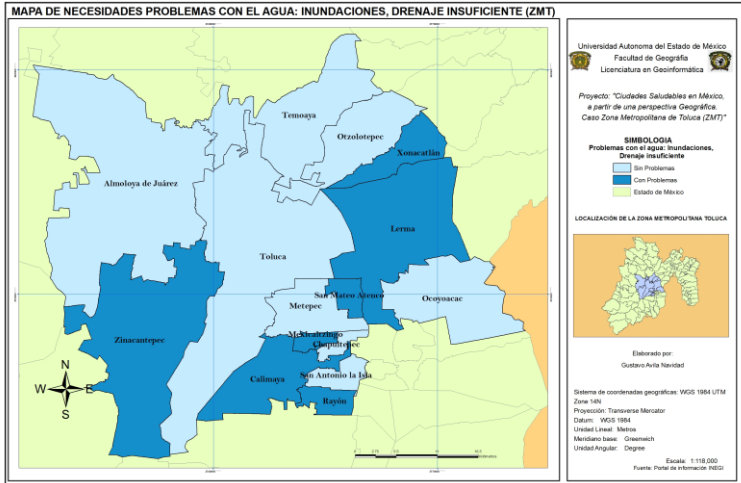 MAPA DE NECESIDADES PROBLEMAS CON EL AGUA: INUNDACIONES, DRENAJE INSUFICIENTE (ZMT)
Temoaya
Otzolotepec
Xonacatlán
Almoloya de Juárez
Lerma
Toluca
San Mateo Atenco
Ocoyoacac
Metepec
Mexicaltzingo
Zinacantepec
Chapultepec
San Antonio la Isla
Calimaya
Rayón
N
W
E
S
Universidad Autonoma del Estado de México
Facultad de Geográfia
Licenciatura en Geoinformática
Proyecto: "Ciudades Saludables en México,
a partir de una perspectiva Geográfica.
Caso Zona Metropolitana de Toluca (ZMT)"
SIMBOLOGIA
Problemas con el agua: Inundaciones,
Drenaje insuficiente
Sin Problemas
Con Problemas
Estado de México
LOCALIZACIÓN DE LA ZONA METROPOLITANA TOLUCA
Elaborado por:
Gustavo Avila Navidad
Sistema de coordenadas geográficas: WGS 1984 UTM
Zone 14N
Proyección: Transverse Mercator
Datum: WGS 1984
Unidad Lineal: Metros
Meridiano base: Greenwich
Unidad Angular: Degree
Escala: 1:118,000
Fuente: Portal de Información INEGI